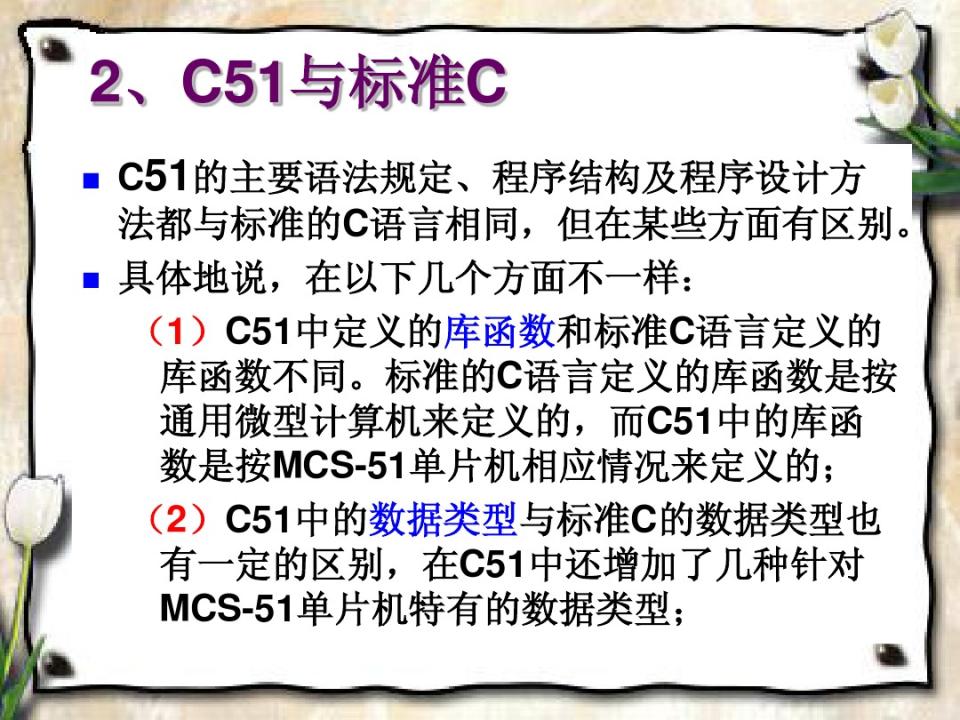 2、C51与标准C
C51的主要语法规定、程序结构及程序设计方
法都与标准的C语言相同，但在某些方面有区别。
具体地说，在以下几个方面不一样：
（1）C51中定义的库函数和标准C语言定义的
库函数不同。标准的C语言定义的库函数是按
通用微型计算机来定义的，而C51中的库函
数是按MCS-51单片机相应情况来定义的；
（2）C51中的数据类型与标准C的数据类型也
有一定的区别，在C51中还增加了几种针对
MCS-51单片机特有的数据类型；